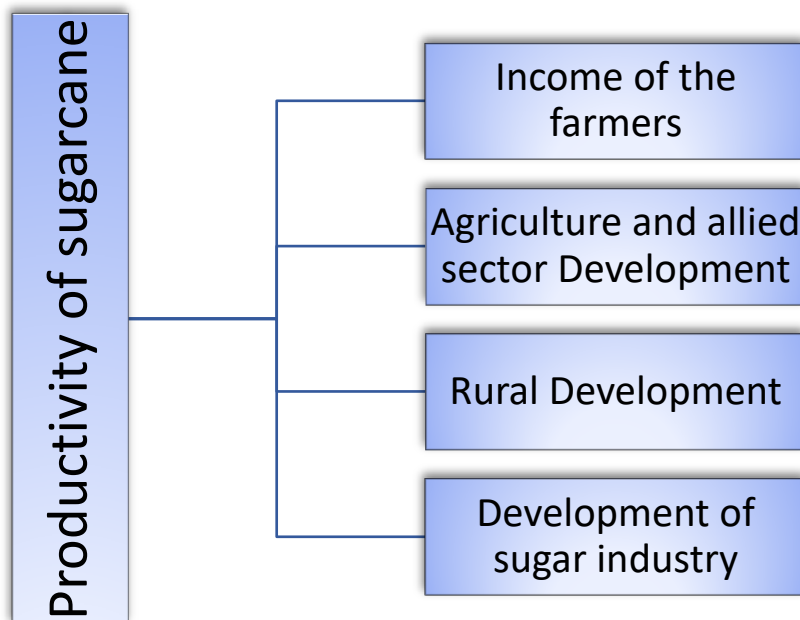 Productivity of sugarcane
Income of the
farmers
Agriculture and allied
sector Development
Rural Development
Development of
sugar industry